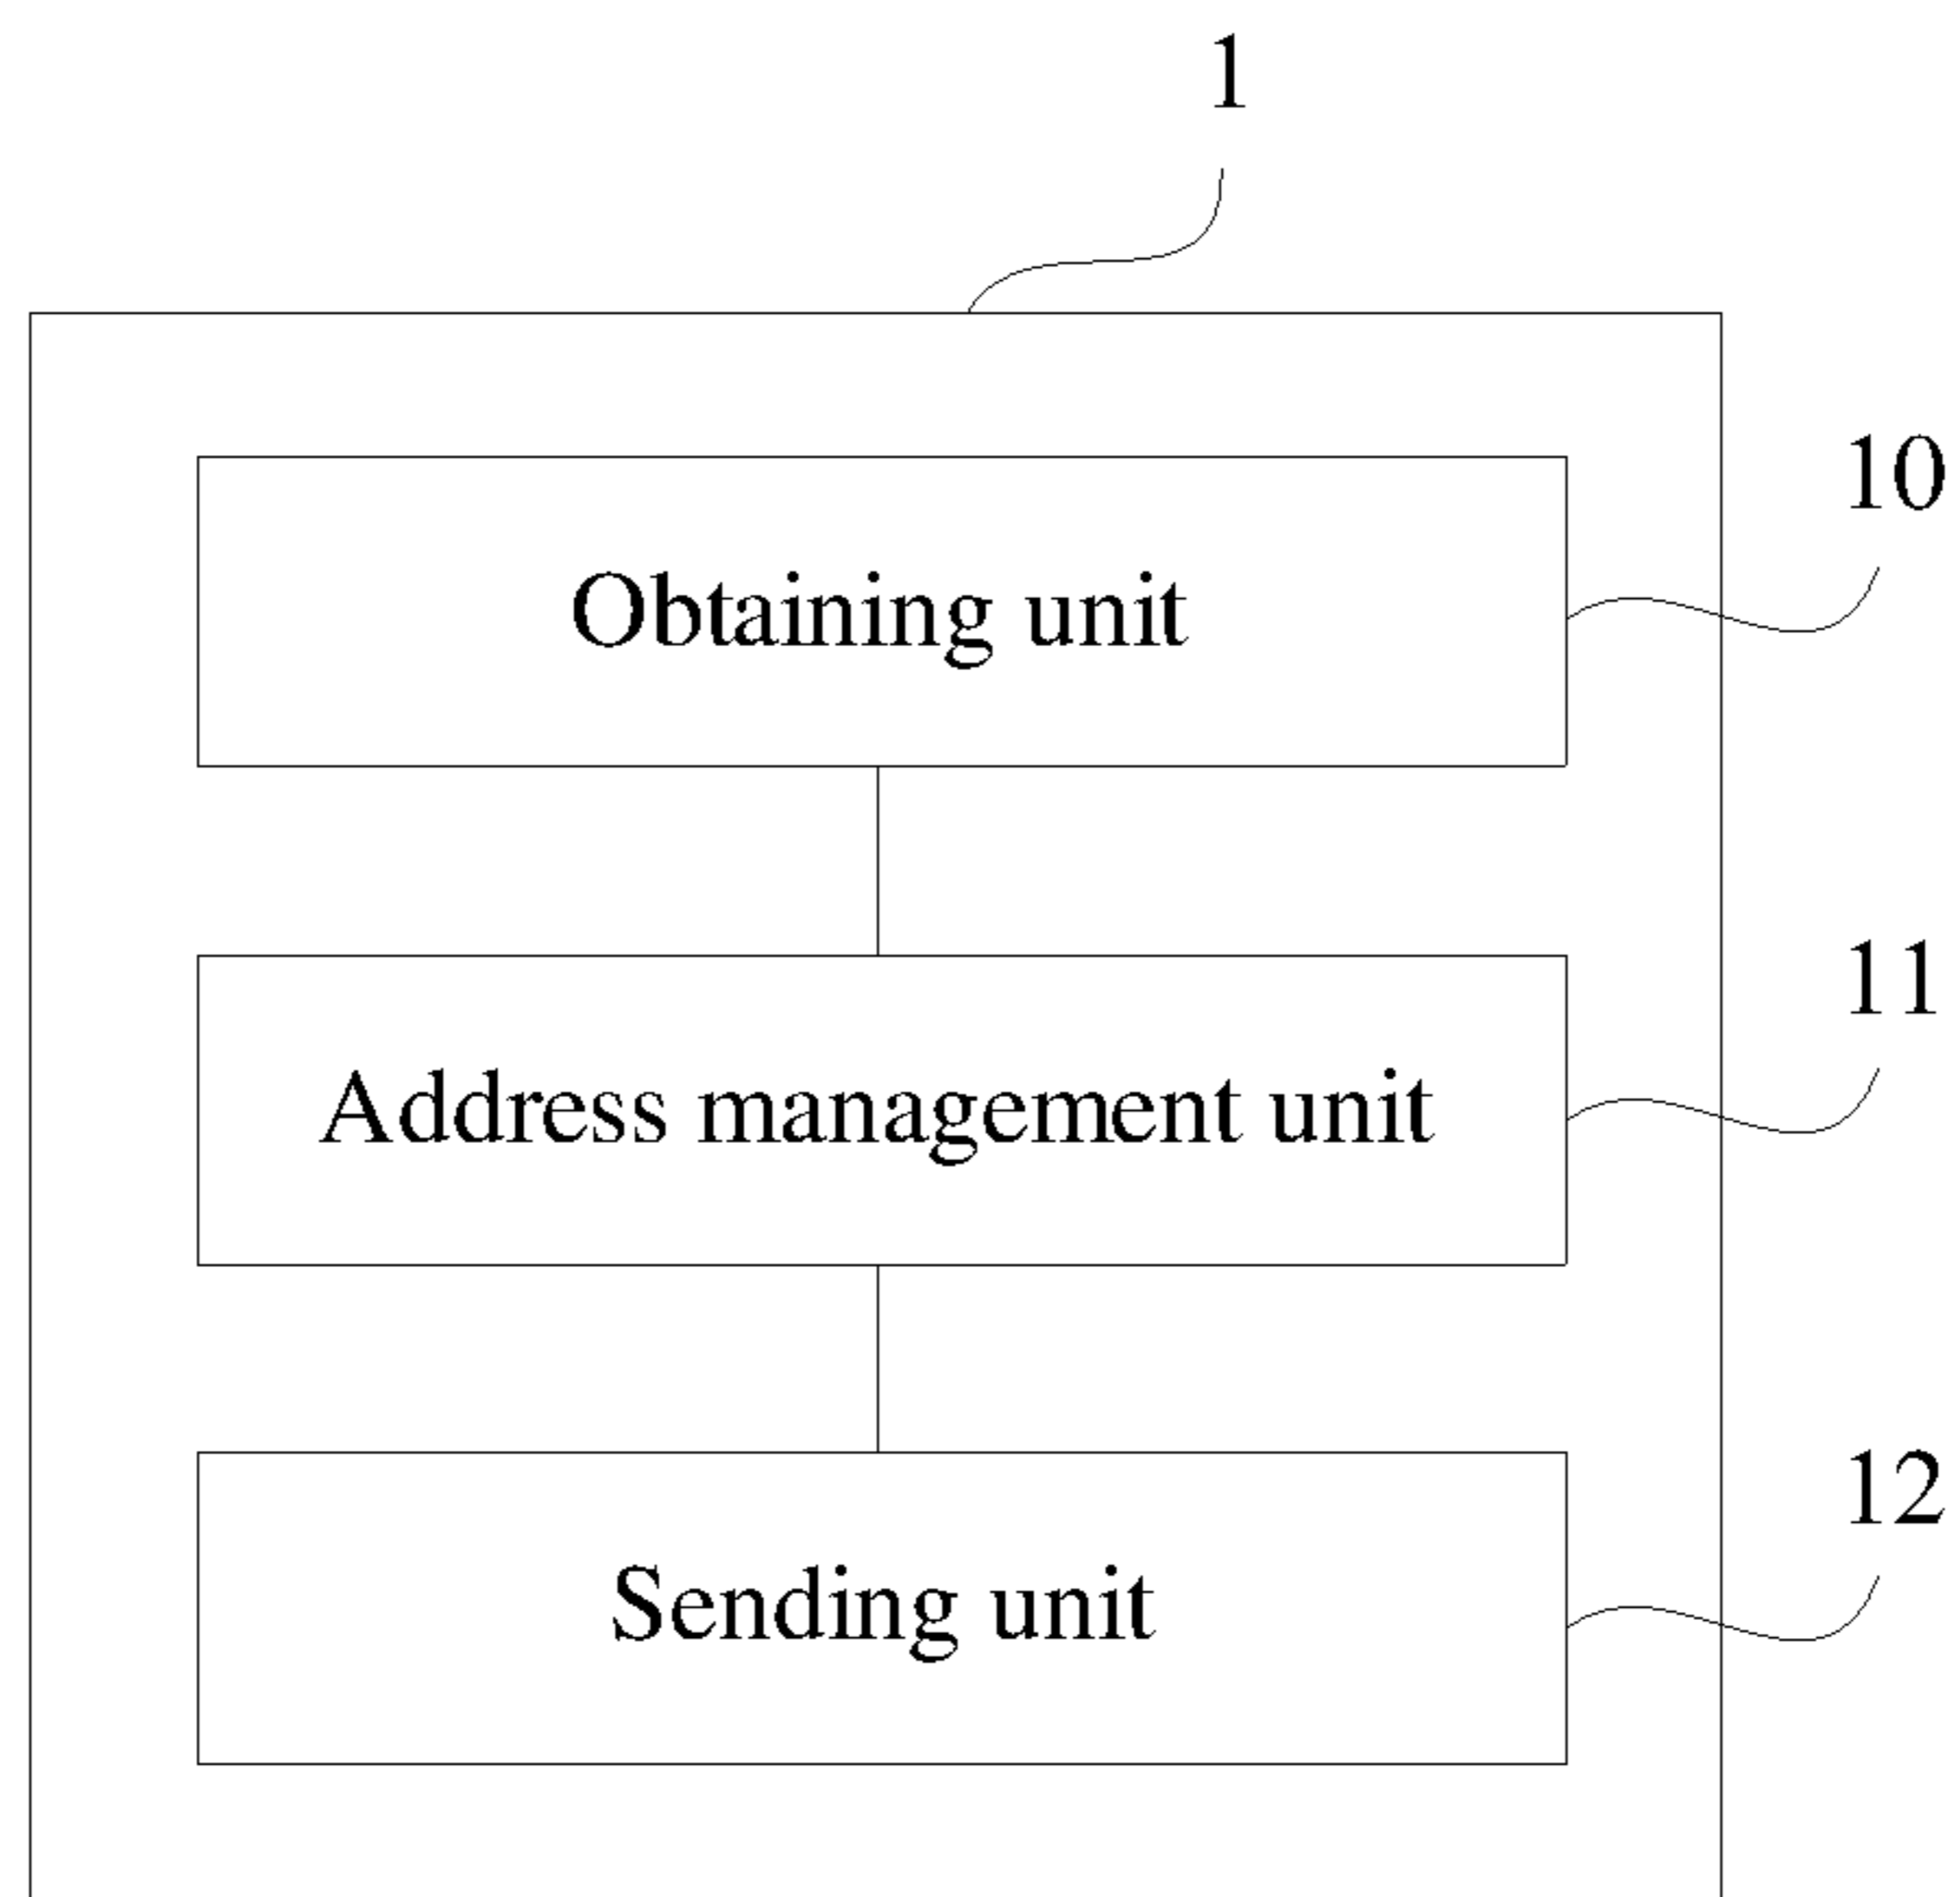 1
10
Obtaining unit
11
Address management unit
12
Sending unit